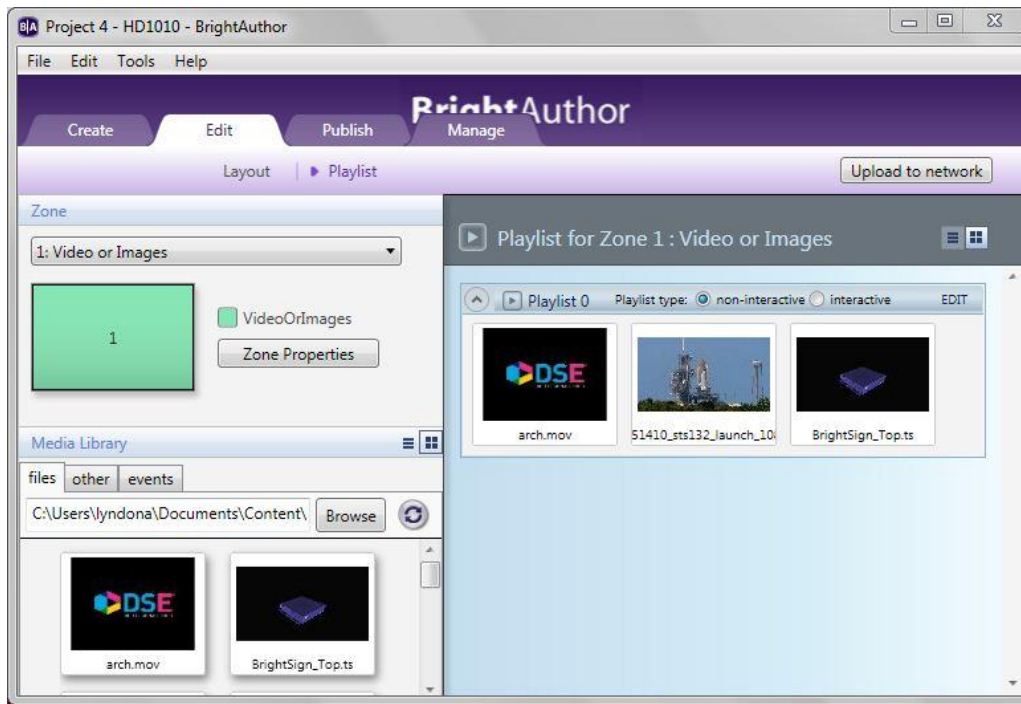 BA Project 4 - HD1010 - BrightAuthor
File Edit Tools Help
BrightAuthor
Create Edit Publish Manage
Layout Playlist Upload to network
Zone
1: Video or Images
1
VideoOrImages
Zone Properties
Media Library
files other events
C:\Users\lyndona\Documents\Content\ Browse
DSE
arch.mov BrightSign_Top.ts
Playlist for Zone 1 : Video or Images
Playlist 0 Playlist type: non-interactive interactive EDIT
DSE
arch.mov 51410_sts132_launch_10 BrightSign_Top.ts